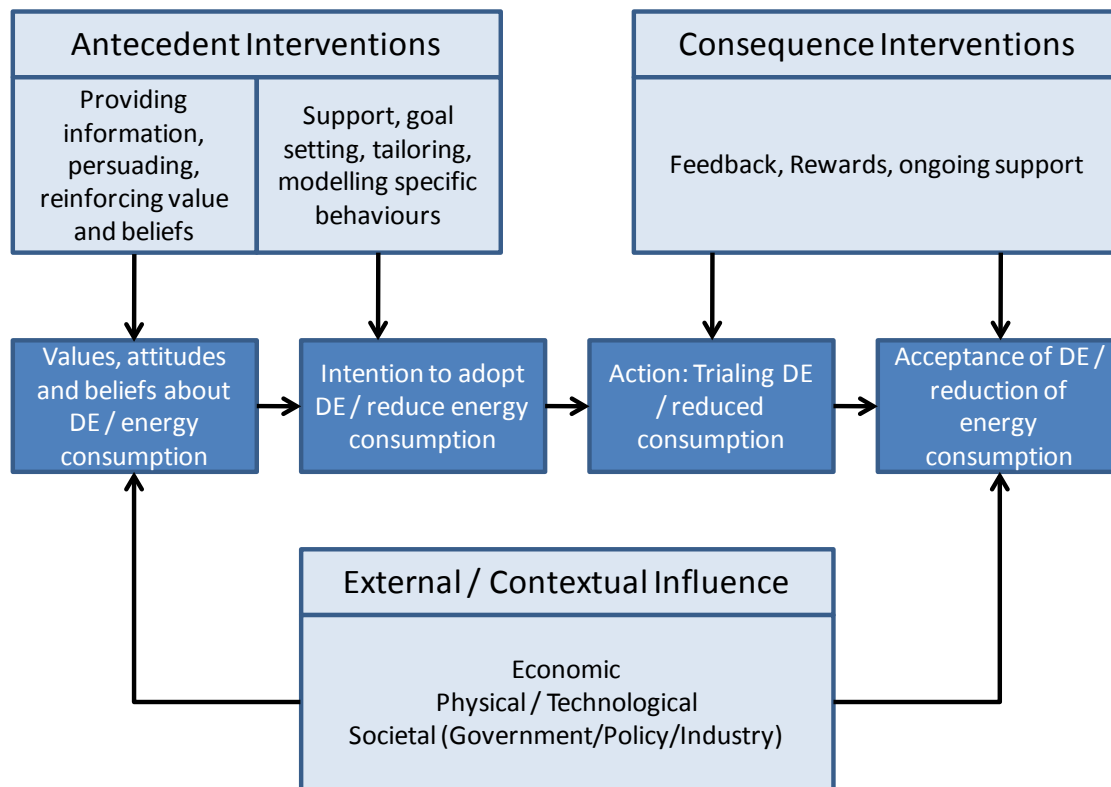 Antecedent Interventions
Providing
information,
persuading,
reinforcing value
and beliefs
Support, goal
setting, tailoring,
modelling specific
behaviours
Consequence Interventions
Feedback, Rewards, ongoing support
Values, attitudes
and beliefs about
DE / energy
consumption
Intention to adopt
DE / reduce energy
consumption
Action: Trialing DE
/ reduced
consumption
Acceptance of DE /
reduction of
energy
consumption
External / Contextual Influence
Economic
Physical / Technological
Societal (Government/Policy/Industry)